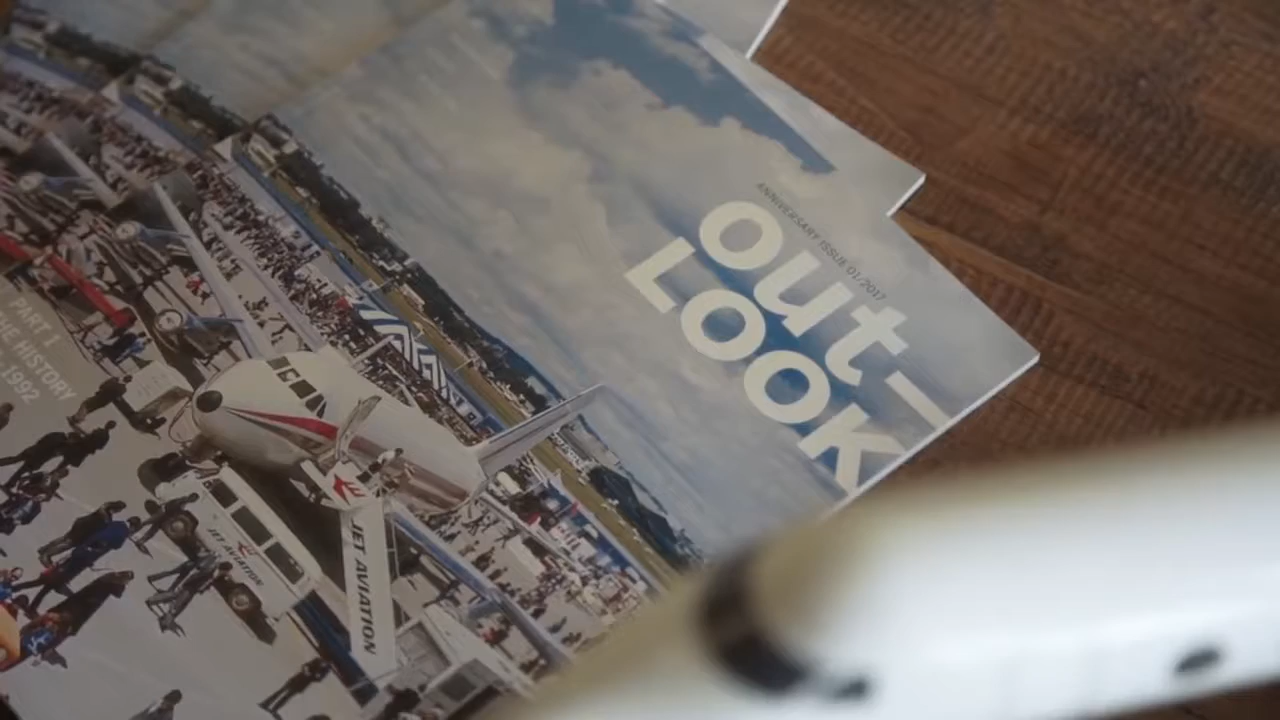 ANNIVERSARY ISSUE 01/2017
out-
LOOK
PART 1
THE HISTORY
1992
JET AVIATION
JET AVIATION